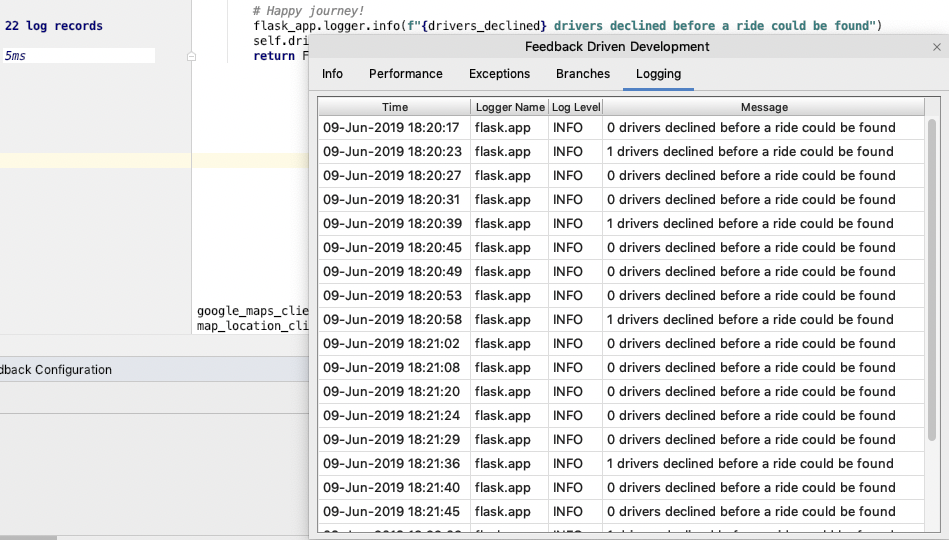 # Happy journey!
22 log records
flask_app.logger.info(f"{drivers_declined} drivers declined before a ride could be found")
self.dri
5ms
return F
Feedback Driven Development
Info Performance Exceptions Branches Logging
Time Logger Name Log Level Message
09-Jun-2019 18:20:17 flask.app INFO 0 drivers declined before a ride could be found
09-Jun-2019 18:20:23 flask.app INFO 1 drivers declined before a ride could be found
09-Jun-2019 18:20:27 flask.app INFO 0 drivers declined before a ride could be found
09-Jun-2019 18:20:31 flask.app INFO 0 drivers declined before a ride could be found
09-Jun-2019 18:20:39 flask.app INFO 1 drivers declined before a ride could be found
09-Jun-2019 18:20:45 flask.app INFO 0 drivers declined before a ride could be found
09-Jun-2019 18:20:49 flask.app INFO 0 drivers declined before a ride could be found
09-Jun-2019 18:20:53 flask.app INFO 0 drivers declined before a ride could be found
09-Jun-2019 18:20:58 flask.app INFO 1 drivers declined before a ride could be found
09-Jun-2019 18:21:02 flask.app INFO 0 drivers declined before a ride could be found
09-Jun-2019 18:21:08 flask.app INFO 0 drivers declined before a ride could be found
09-Jun-2019 18:21:20 flask.app INFO 0 drivers declined before a ride could be found
09-Jun-2019 18:21:24 flask.app INFO 0 drivers declined before a ride could be found
09-Jun-2019 18:21:29 flask.app INFO 0 drivers declined before a ride could be found
09-Jun-2019 18:21:36 flask.app INFO 1 drivers declined before a ride could be found
09-Jun-2019 18:21:40 flask.app INFO 0 drivers declined before a ride could be found
09-Jun-2019 18:21:45 flask.app INFO 0 drivers declined before a ride could be found
google_maps_clie
map_location_cli
dback Configuration